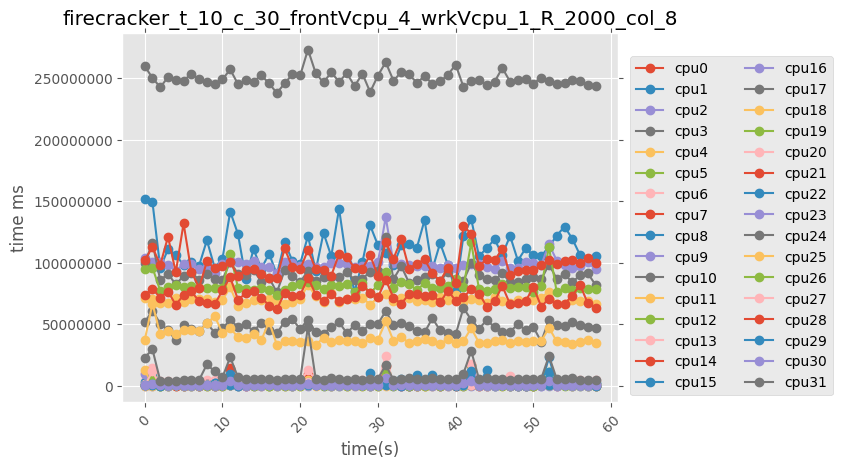 firecracker_t_10_c_30_frontVcpu_4_wrkVcpu_1_R_2000_col_8
250000000
200000000
150000000
100000000
50000000
0
time ms
0
10
20
30
40
50
60
time(s)
cpu0
cpu1
cpu2
cpu3
cpu4
cpu5
cpu6
cpu7
cpu8
cpu9
cpu10
cpu11
cpu12
cpu13
cpu14
cpu15
cpu16
cpu17
cpu18
cpu19
cpu20
cpu21
cpu22
cpu23
cpu24
cpu25
cpu26
cpu27
cpu28
cpu29
cpu30
cpu31